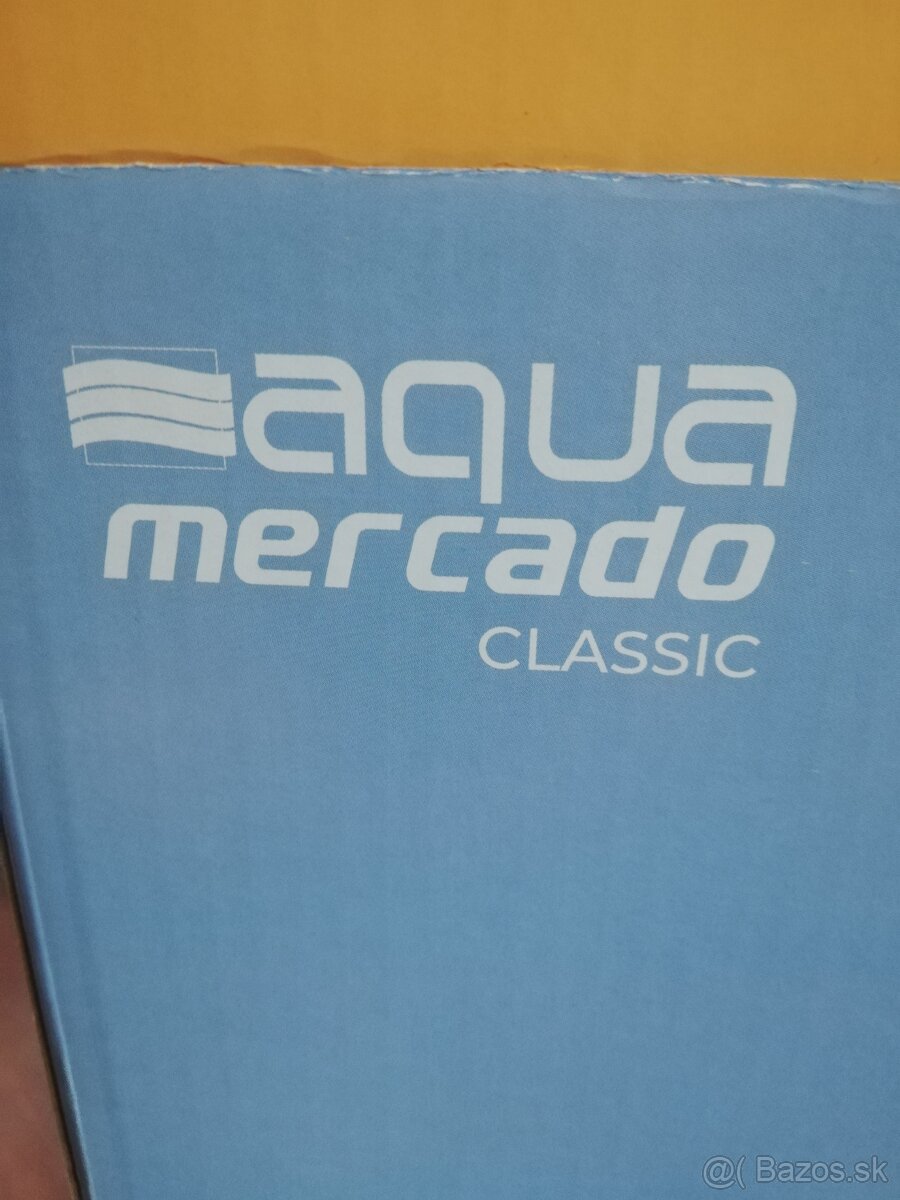 aqua
mercado
CLASSIC
@( Bazos.sk